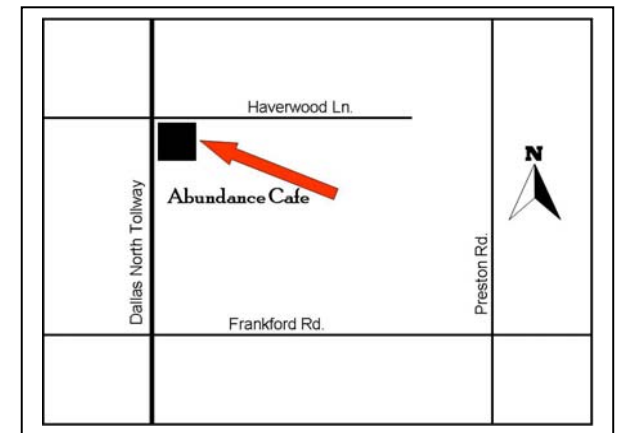 Haverwood Ln.
N
Abundance Cafe
Dallas North Tollway
Preston Rd.
Frankford Rd.